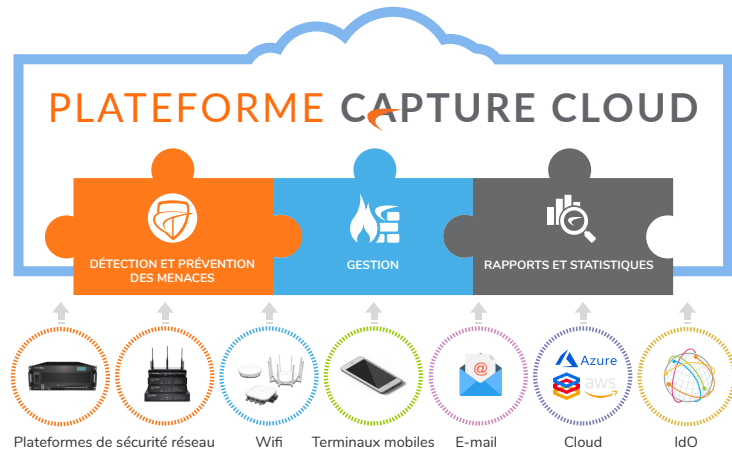 PLATEFORME CAPTURE CLOUD
DÉTECTION ET PRÉVENTION
DES MENACES
GESTION
RAPPORTS ET STATISTIQUES
@
Azure
aws
Plateformes de sécurité réseau
Wifi
Terminaux mobiles
E-mail
Cloud
IdO